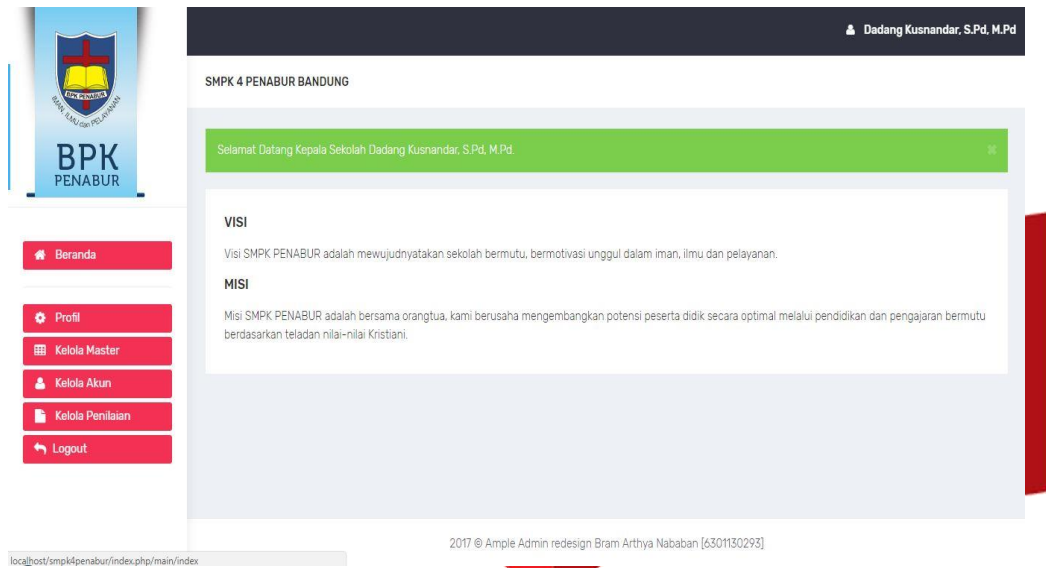 Dadang Kusnandar, S.Pd, M.Pd
SMPK 4 PENABUR BANDUNG
BPK PENABUR
IMAN, ILMU dan PELAYANAN
BPK
PENABUR
Selamat Datang Kepala Sekolah Dadang Kusnandar, S.Pd, M.Pd.
VISI
Visi SMPK PENABUR adalah mewujudnyatakan sekolah bermutu, bermotivasi unggul dalam iman, ilmu dan pelayanan.
MISI
Misi SMPK PENABUR adalah bersama orangtua, kami berusaha mengembangkan potensi peserta didik secara optimal melalui pendidikan dan pengajaran bermutu
berdasarkan teladan nilai-nilai Kristiani.
Beranda
Profil
Kelola Master
Kelola Akun
Kelola Penilaian
Logout
2017 © Ample Admin redesign Bram Arthya Nababan [6301130293]
localhost/smpk4penabur/index.php/main/index